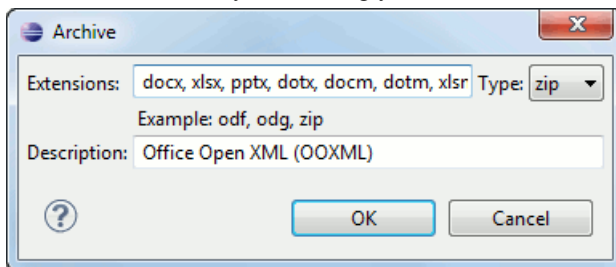 Archive
Extensions: docx, xlsx, pptx, dotx, docm, dotm, xlsr Type: zip
Example: odf, odg, zip
Description: Office Open XML (OOXML)
? OK Cancel